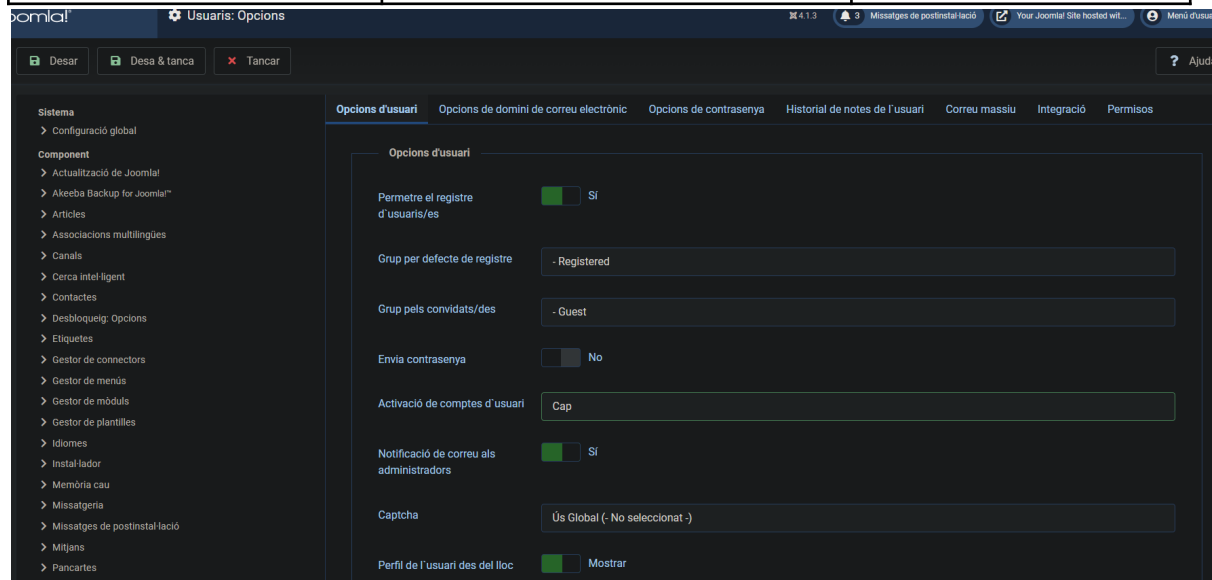 oomla!
Usuaris: Opcions
4.1.3
3 Missatges de postinstal·lació
Your Joomla! Site hosted wit...
Menú d'usua
Desar
Desa & tanca
Tancar
? Ajud
Sistema
Configuració global
Component
Actualització de Joomla!
Akeeba Backup for Joomla!™
Articles
Associacions multilingües
Canals
Cerca intel·ligent
Contactes
Desbloqueig: Opcions
Etiquetes
Gestor de connectors
Gestor de menús
Gestor de mòduls
Gestor de plantilles
Idiomes
Instal·lador
Memòria cau
Missatgeria
Missatges de postinstal·lació
Mitjans
Pancartes
Opcions d'usuari
Opcions de domini de correu electrònic
Opcions de contrasenya
Historial de notes de l`usuari
Correu massiu
Integració
Permisos
Opcions d'usuari
Permetre el registre
d`usuaris/es
Sí
Grup per defecte de registre
- Registered
Grup pels convidats/des
- Guest
Envia contrasenya
No
Activació de comptes d`usuari
Cap
Notificació de correu als
administradors
Sí
Captcha
Ús Global (- No seleccionat -)
Perfil de l`usuari des del lloc
Mostrar